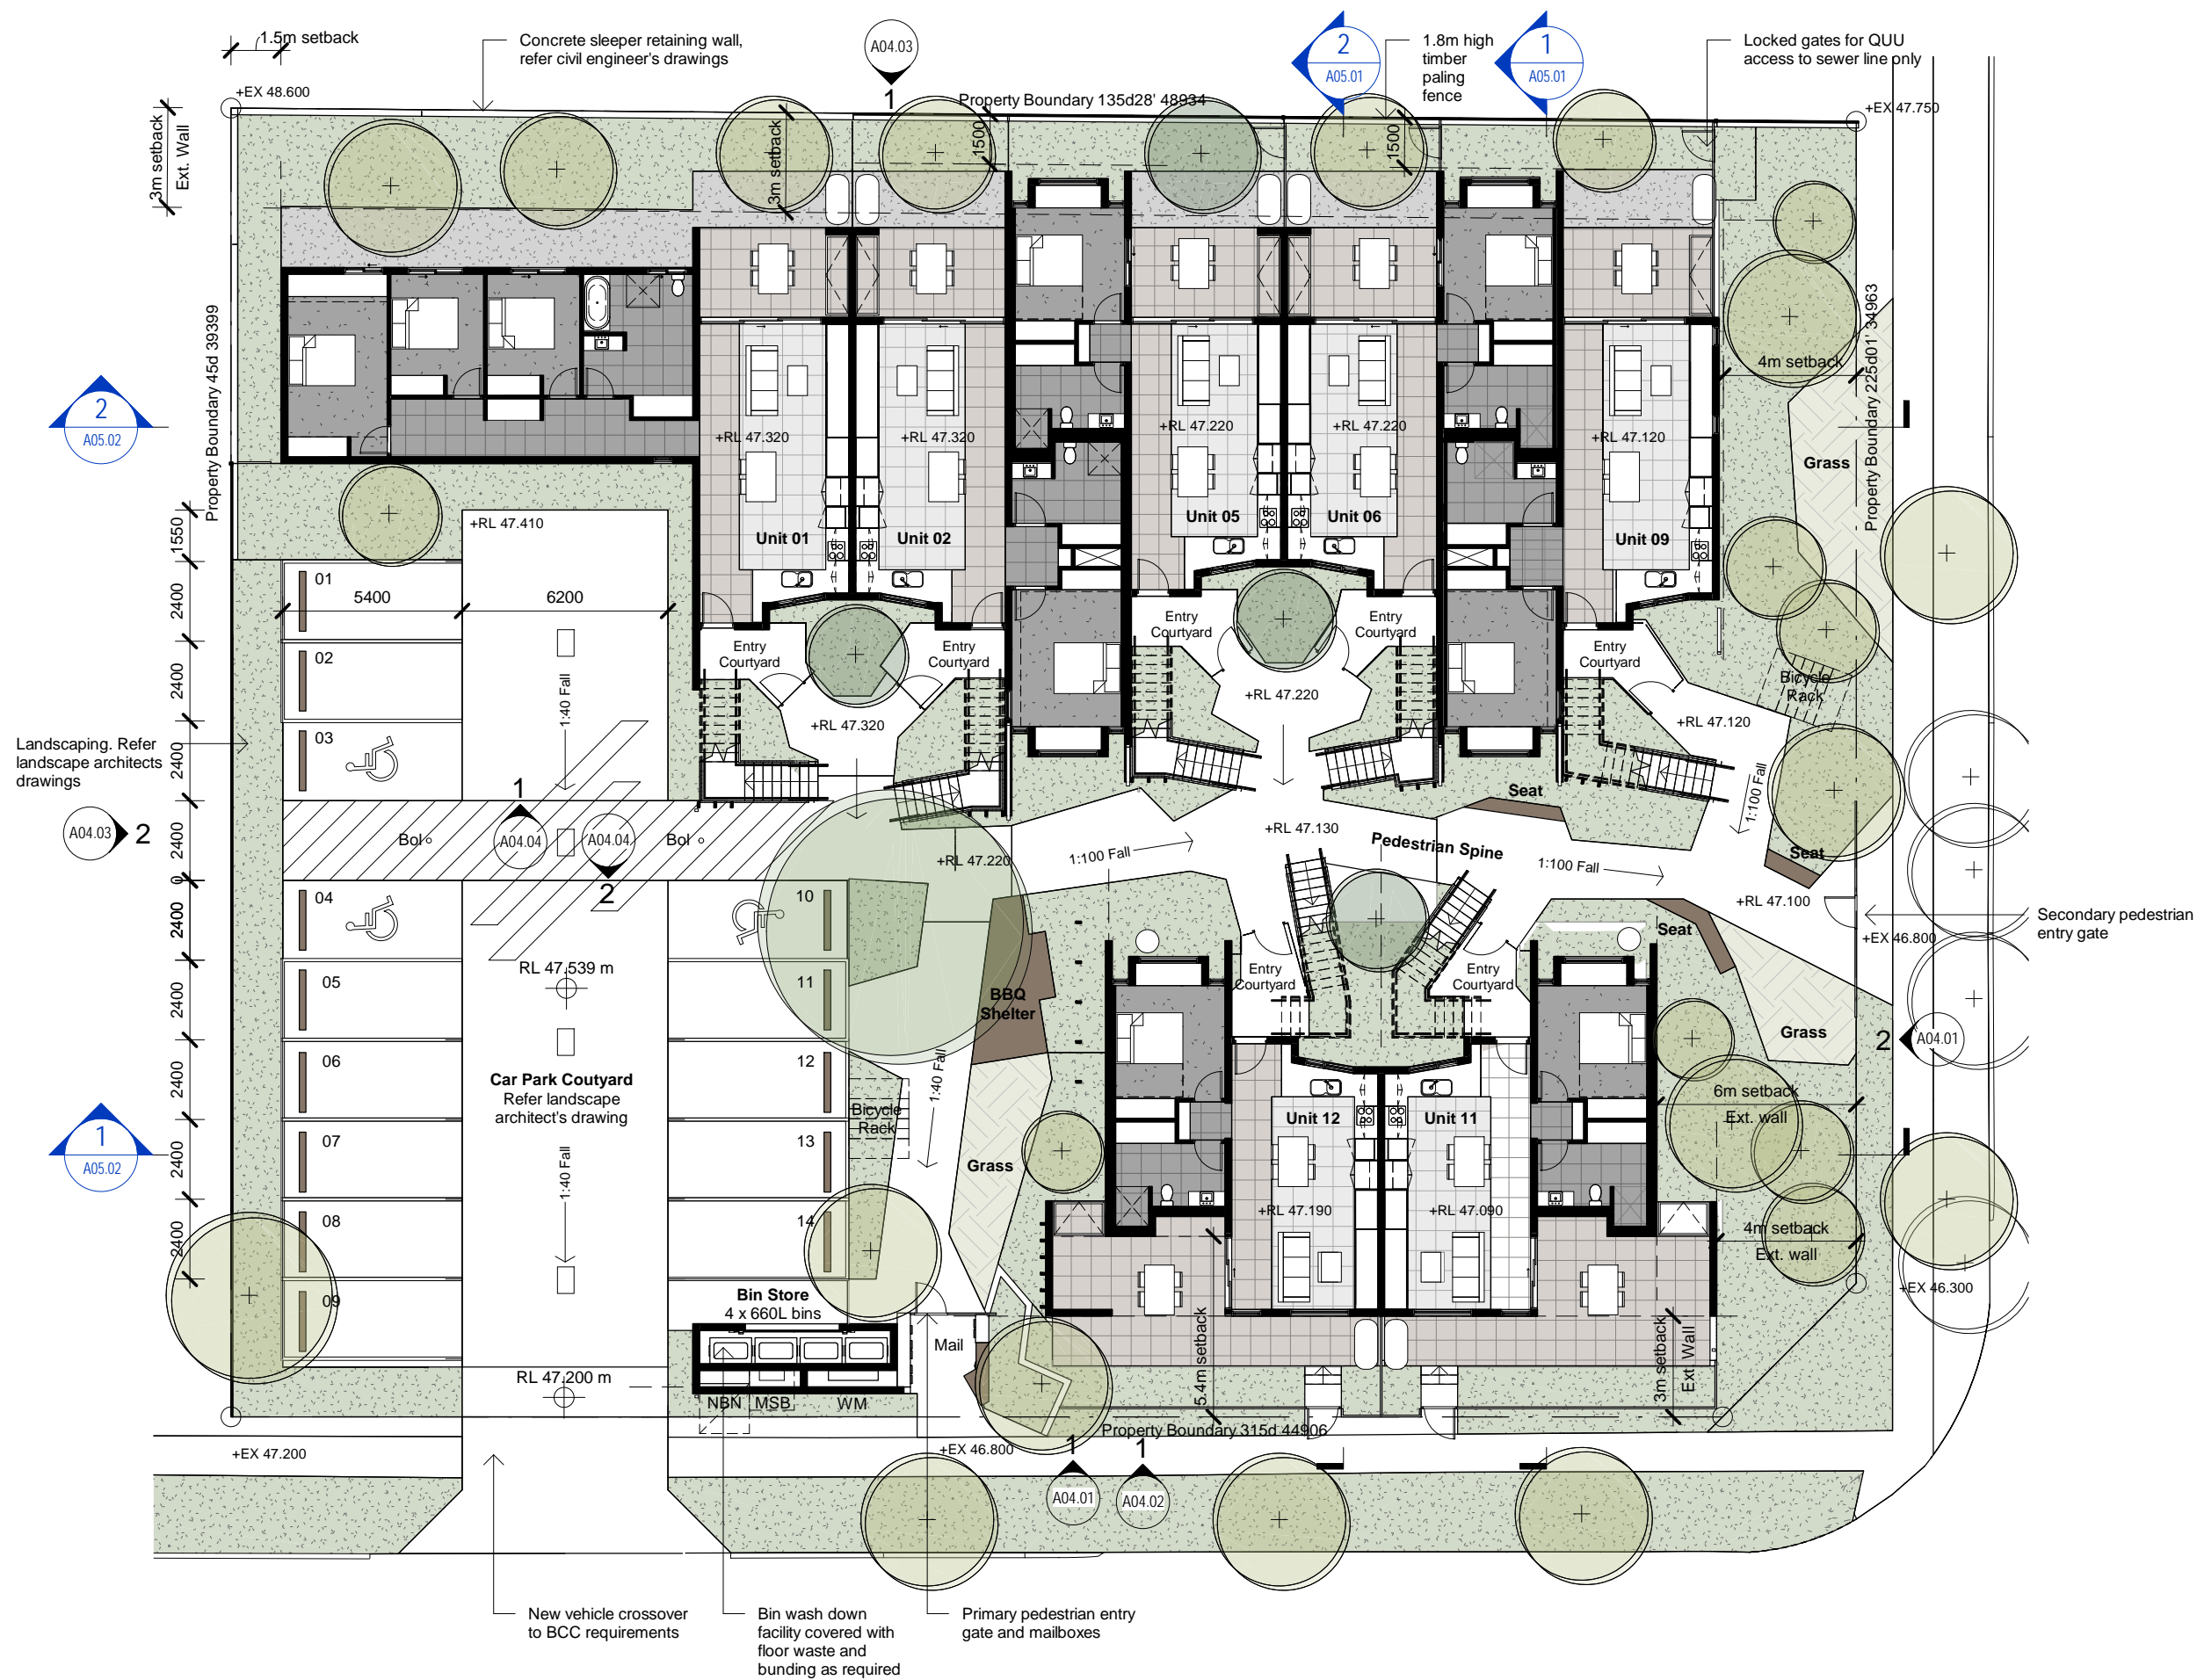 1.5m setback
Concrete sleeper retaining wall,
refer civil engineer's drawings
A04.03
1
2
A05.01
1.8m high
timber
paling
fence
1
A05.01
Locked gates for QUU
access to sewer line only
+EX 48.600
Property Boundary 135d28' 48934
+EX 47.750
3m setback
Ext. Wall
3m setback
1500
1500
Property Boundary 45d 39399
Property Boundary 225d01' 34963
4m setback
2
A05.02
+RL 47.320
+RL 47.320
+RL 47.220
+RL 47.220
+RL 47.120
Grass
+RL 47.410
Unit 01
Unit 02
Unit 05
Unit 06
Unit 09
1550
2400
2400
2400
2400
0
2400
2400
2400
2400
2400
01
5400
6200
02
03
1:40 Fall
Entry
Courtyard
Entry
Courtyard
Entry
Courtyard
Entry
Courtyard
Entry
Courtyard
Bicycle
Rack
+RL 47.320
+RL 47.220
+RL 47.120
Landscaping. Refer
landscape architects
drawings
A04.03
2
Bol
1
A04.04
A04.04
2
Bol
+RL 47.220
1:100 Fall
+RL 47.130
Pedestrian Spine
1:100 Fall
Seat
1:100 Fall
Seat
+RL 47.100
Secondary pedestrian
entry gate
+EX 46.800
04
10
Seat
RL 47.539 m
05
11
BBQ
Shelter
Entry
Courtyard
Entry
Courtyard
Grass
2
A04.01
06
12
Car Park Coutyard
Refer landscape
architect's drawing
1:40 Fall
Bicycle
Rack
Unit 12
Unit 11
6m setback
Ext. wall
1
A05.02
07
13
1:40 Fall
Grass
+RL 47.190
+RL 47.090
4m setback
Ext. wall
08
14
09
Bin Store
4 x 660L bins
Mail
5.4m setback
3m setback
Ext. Wall
+EX 46.300
RL 47.200 m
NBN
MSB
WM
Property Boundary 315d 44906
+EX 47.200
+EX 46.800
1
A04.01
1
A04.02
New vehicle crossover
to BCC requirements
Bin wash down
facility covered with
floor waste and
bunding as required
Primary pedestrian entry
gate and mailboxes